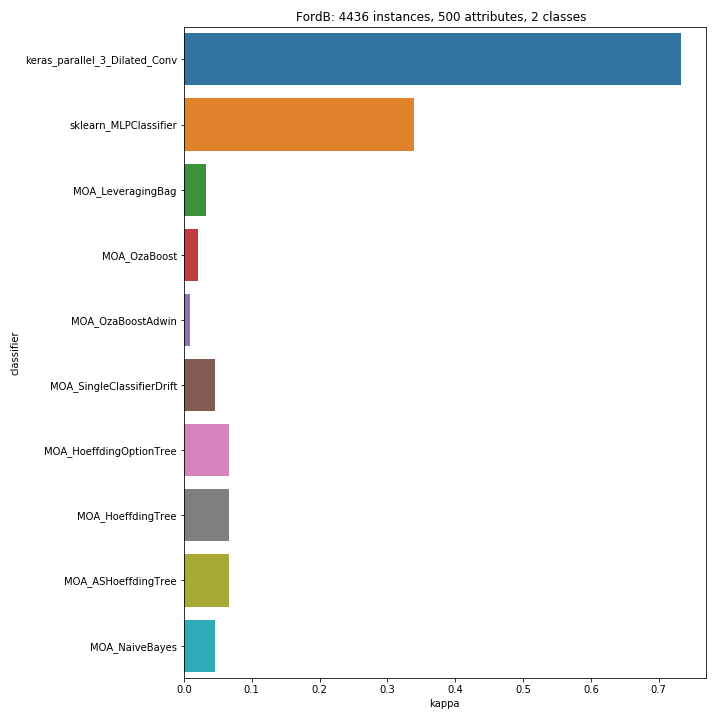 FordB: 4436 instances, 500 attributes, 2 classes
keras_parallel_3_Dilated_Conv
sklearn_MLPClassifier
MOA_LeveragingBag
MOA_OzaBoost
MOA_OzaBoostAdwin
MOA_SingleClassifierDrift
MOA_HoeffdingOptionTree
MOA_HoeffdingTree
MOA_ASHoeffdingTree
MOA_NaiveBayes
classifier
0.0 0.1 0.2 0.3 0.4 0.5 0.6 0.7
kappa